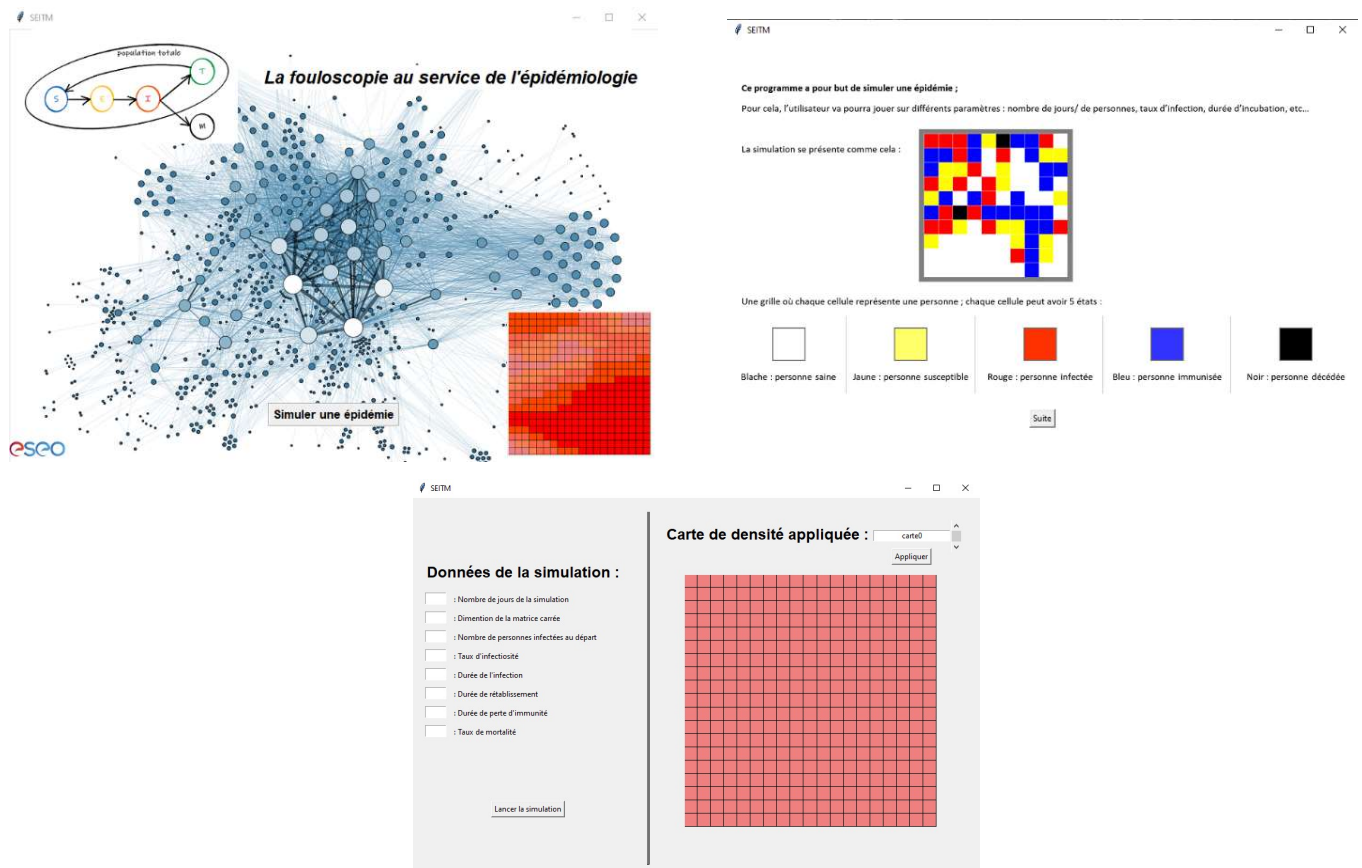 SEITM
population totale
S
E
I
T
M
La fouloscopie au service de l'épidémiologie
Simuler une épidémie
eseo
SEITM
Ce programme a pour but de simuler une épidémie ;
Pour cela, l'utilisateur va pourra jouer sur différents paramètres : nombre de jours/ de personnes, taux d'infection, durée d'incubation, etc...
La simulation se présente comme cela :
Une grille où chaque cellule représente une personne ; chaque cellule peut avoir 5 états :
Blache : personne saine
Jaune : personne susceptible
Rouge : personne infectée
Bleu : personne immunisée
Noir : personne décédée
Suite
SEITM
Données de la simulation :
: Nombre de jours de la simulation
: Dimention de la matrice carrée
: Nombre de personnes infectées au départ
: Taux d'infectiosité
: Durée de l'infection
: Durée de rétablissement
: Durée de perte d'immunité
: Taux de mortalité
Lancer la simulation
Carte de densité appliquée :
carte0
Appliquer